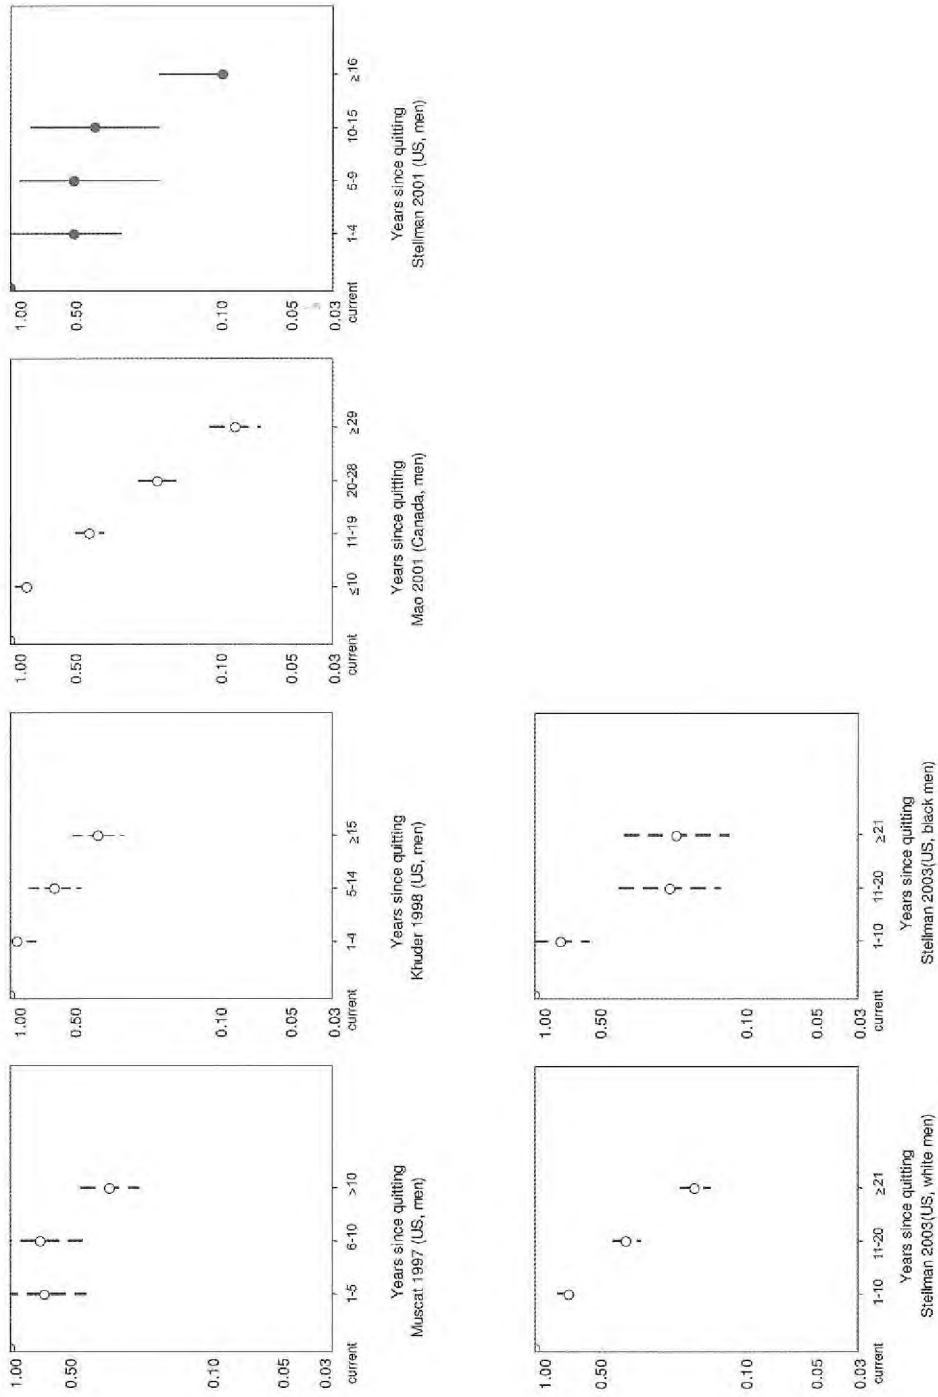 1.00
0.50
0.10
0.05
0.03
current
1-5
6-10
>10
Years since quitting
Muscat 1997 (US, men)
1.00
0.50
0.10
0.05
0.03
current
1-4
5-14
≥15
Years since quitting
Khuder 1998 (US, men)
1.00
0.50
0.10
0.05
0.03
current
≤10
11-19
20-28
≥29
Years since quitting
Mao 2001 (Canada, men)
1.00
0.50
0.10
0.05
0.03
current
1-4
5-9
10-15
≥16
Years since quitting
Stellman 2001 (US, men)
1.00
0.50
0.10
0.05
0.03
current
1-10
11-20
≥21
Years since quitting
Stellman 2003(US, white men)
1.00
0.50
0.10
0.05
0.03
current
1-10
11-20
≥21
Years since quitting
Stellman 2003(US, black men)